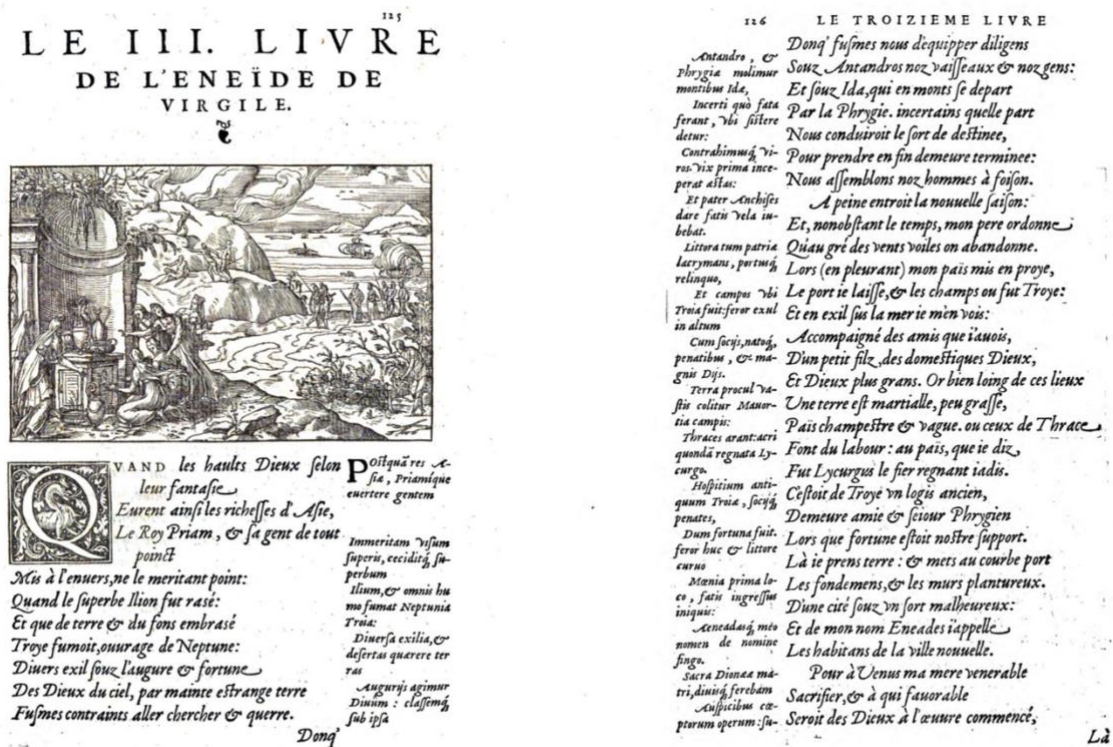 125
LE III. LIVRE
DE L'ENEÏDE DE
VIRGILE.
QVAND les haults Dieux ſelon
leur fantaſie
Eurent ainſi les richeſſes d'Aſie,
Le Roy Priam, & ſa gent de tout
poinct
Mis à l'enuers, ne le meritant point:
Quand le ſuperbe Ilion fut raſé:
Et que de terre & du fons embraſé
Troye fumoit, ouurage de Neptune:
Diuers exil ſouz l'augure & fortune
Des Dieux du ciel, par mainte eſtrange terre
Fuſmes contraints aller chercher & querre.
Donq'
Poſtquã res A-
ſiæ, Priamique
euertere gentem
Immeritam viſum
ſuperis, ceciditq́, ſu-
perbum
Ilium, & omnis hu
mo fumat Neptunia
Troia:
Diuerſa exilia, &
deſertas quærere ter
ras
Augurijs agimur
Diuum: claſſemq́,
ſub ipſa
126 LE TROIZIEME LIVRE
Antandro, &
Phrygiæ molimur
montibus Idæ,
Incerti quò fata
ferant, vbi ſiſtere
detur:
Contrahimusq́, vi-
ros. vix prima ince-
perat æſtas:
Et pater Anchiſes
dare fatis vela iu-
bebat.
Littora tum patriæ
lacrymans, portusq́,
relinquo,
Et campos vbi
Troia fuit: feror exul
in altum
Cum ſocijs, natoq́,
penatibus, & ma-
gnis Dijs.
Terra procul va-
ſtis colitur Mauor-
tia campis:
Thraces arant: acri
quondã regnata Ly-
curgo.
Hoſpitium anti-
quum Troiæ, ſocijq́,
penates,
Dum fortuna fuit.
feror huc & littore
curuo
Mœnia prima lo-
co, fatis ingreſſus
iniquis:
Æneadasq́, meo
nomen de nomine
fingo.
Sacra Dionææ ma-
tri, diuisq́, ferebam
Auſpicibus cœ-
ptorum operum: ſu-
Donq' fuſmes nous d'equipper diligens
Souz Antandros noz vaiſſeaux & noz gens:
Et ſouz Ida, qui en monts ſe depart
Par la Phrygie. incertains quelle part
Nous conduiroit le ſort de deſtinee,
Pour prendre en fin demeure terminee:
Nous aſſemblons noz hommes à foiſon.
A peine entroit la nouuelle ſaiſon:
Et, nonobſtant le temps, mon pere ordonne
Qu'au gré des vents voiles on abandonne.
Lors (en pleurant) mon païs mis en proye,
Le port ie laiſſe, & les champs ou fut Troye:
Et en exil ſus la mer ie m'en vois:
Accompagné des amis que i'auois,
D'un petit filz, des domeſtiques Dieux,
Et Dieux plus grans. Or bien loing de ces lieux
Une terre eſt martialle, peu graſſe,
Païs champeſtre & vague. ou ceux de Thrace
Font du labour: au païs, que ie diz,
Fut Lycurgus le fier regnant iadis.
C'eſtoit de Troye vn logis ancien,
Demeure amie & ſeiour Phrygien
Lors que fortune eſtoit noſtre ſupport.
Là ie prens terre: & mets au courbe port
Les fondemens, & les murs plantureux.
D'une cité ſouz vn ſort malheureux:
Et de mon nom Eneades i'appelle
Les habitans de la ville nouuelle.
Pour à Uenus ma mere venerable
Sacrifier, & à qui fauorable
Seroit des Dieux à l'œuure commencé,
Là